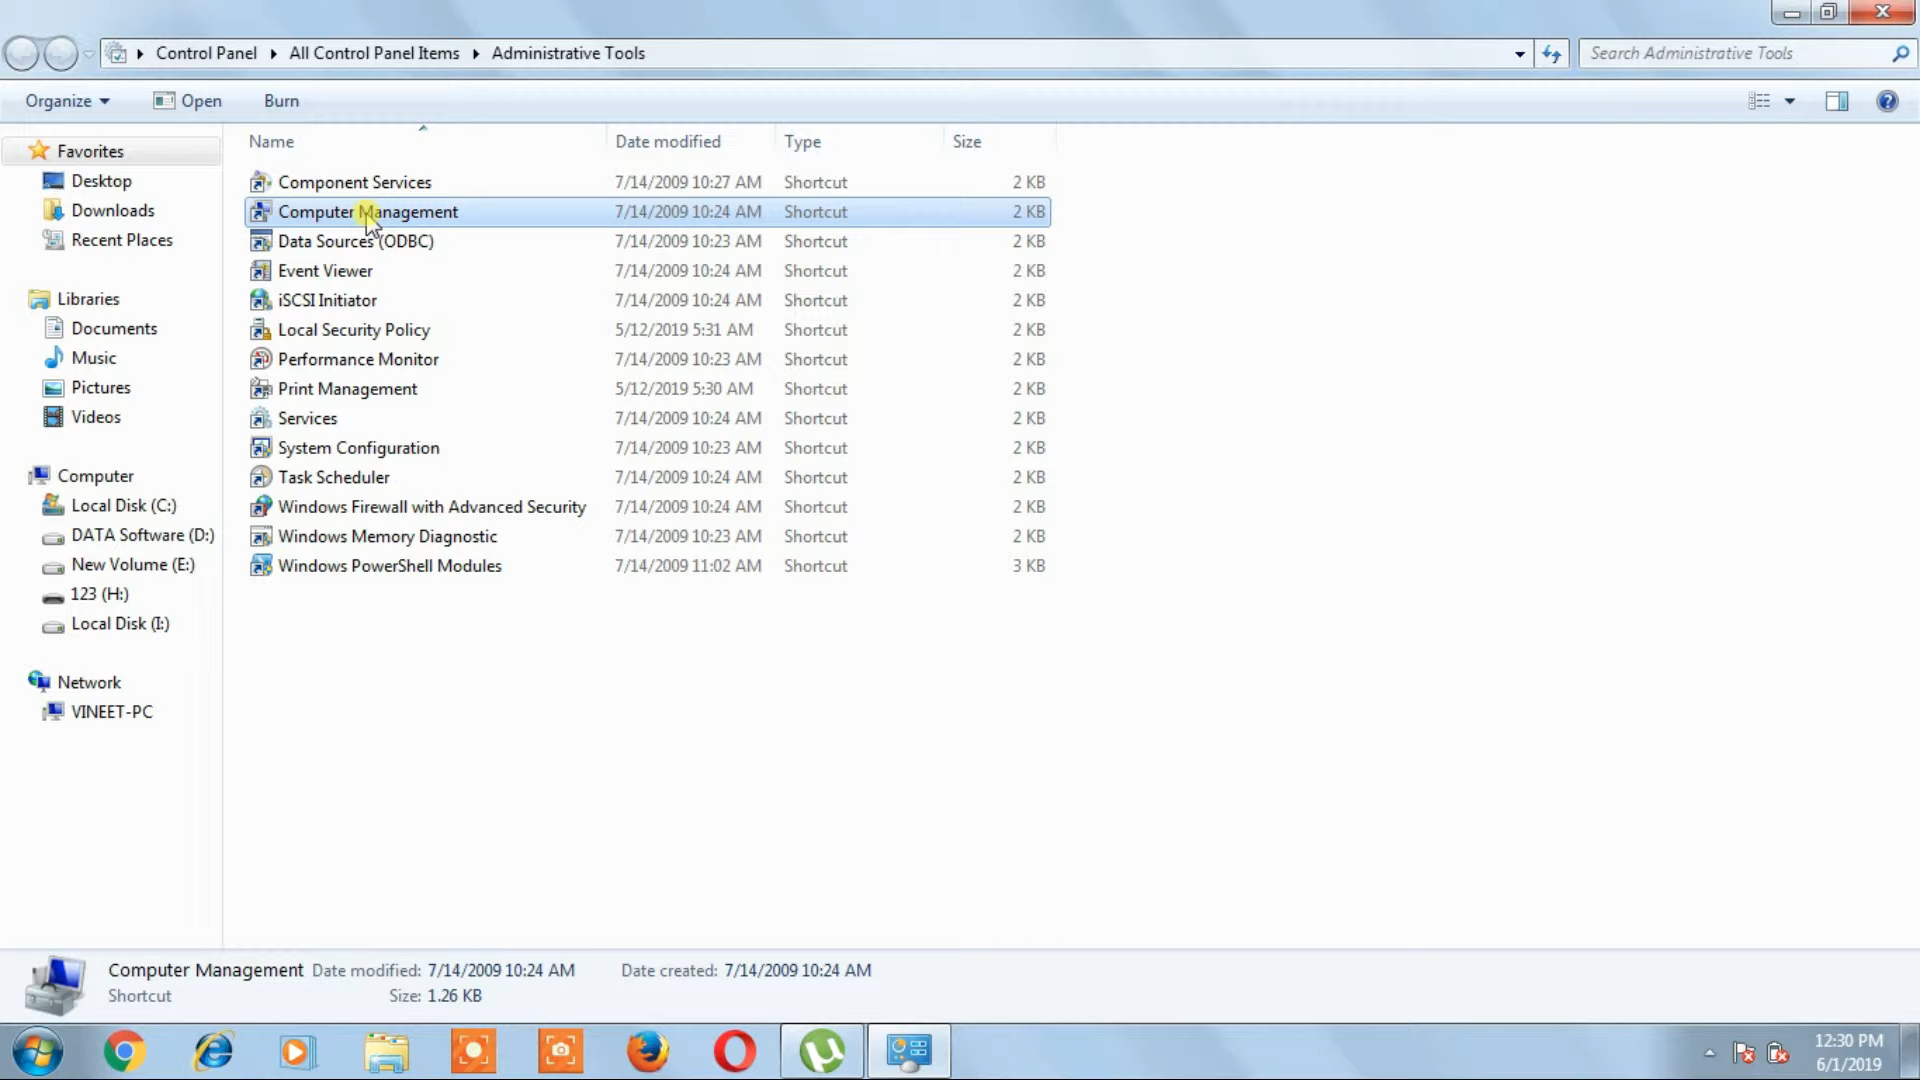 Control Panel All Control Panel Items Administrative Tools Search Administrative Tools
Organize Open Burn
Name Date modified Type Size
Favorites
Desktop
Downloads
Recent Places
Libraries
Documents
Music
Pictures
Videos
Computer
Local Disk (C:)
DATA Software (D:)
New Volume (E:)
123 (H:)
Local Disk (I:)
Network
VINEET-PC
Component Services 7/14/2009 10:27 AM Shortcut 2 KB
Computer Management 7/14/2009 10:24 AM Shortcut 2 KB
Data Sources (ODBC) 7/14/2009 10:23 AM Shortcut 2 KB
Event Viewer 7/14/2009 10:24 AM Shortcut 2 KB
iSCSI Initiator 7/14/2009 10:24 AM Shortcut 2 KB
Local Security Policy 5/12/2019 5:31 AM Shortcut 2 KB
Performance Monitor 7/14/2009 10:23 AM Shortcut 2 KB
Print Management 5/12/2019 5:30 AM Shortcut 2 KB
Services 7/14/2009 10:24 AM Shortcut 2 KB
System Configuration 7/14/2009 10:23 AM Shortcut 2 KB
Task Scheduler 7/14/2009 10:24 AM Shortcut 2 KB
Windows Firewall with Advanced Security 7/14/2009 10:24 AM Shortcut 2 KB
Windows Memory Diagnostic 7/14/2009 10:23 AM Shortcut 2 KB
Windows PowerShell Modules 7/14/2009 11:02 AM Shortcut 3 KB
Computer Management Date modified: 7/14/2009 10:24 AM Date created: 7/14/2009 10:24 AM
Shortcut Size: 1.26 KB
12:30 PM
6/1/2019